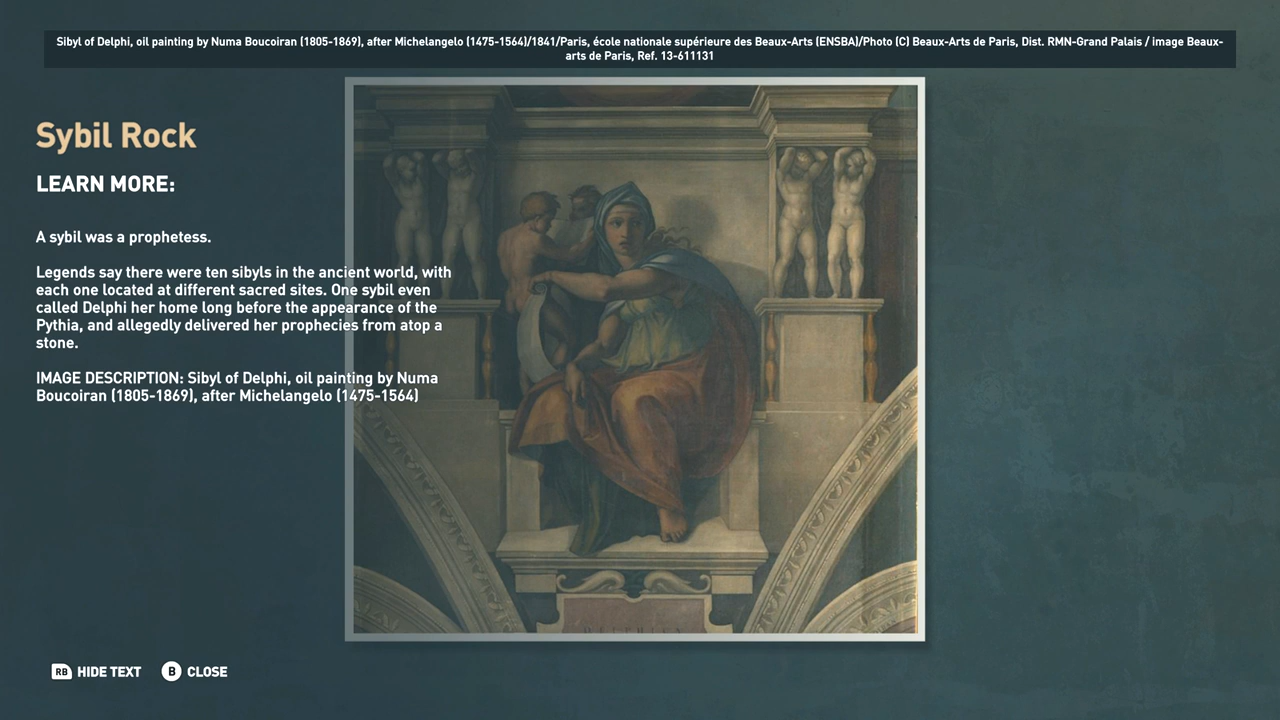 Sibyl of Delphi, oil painting by Numa Boucoiran (1805-1869), after Michelangelo (1475-1564)/1841/Paris, école nationale supérieure des Beaux-Arts (ENSBA)/Photo (C) Beaux-Arts de Paris, Dist. RMN-Grand Palais / image Beaux-
arts de Paris, Ref. 13-611131
Sybil Rock
LEARN MORE:
A sybil was a prophetess.
Legends say there were ten sibyls in the ancient world, with
each one located at different sacred sites. One sybil even
called Delphi her home long before the appearance of the
Pythia, and allegedly delivered her prophecies from atop a
stone.
IMAGE DESCRIPTION: Sibyl of Delphi, oil painting by Numa
Boucoiran (1805-1869), after Michelangelo (1475-1564)
RB HIDE TEXT B CLOSE